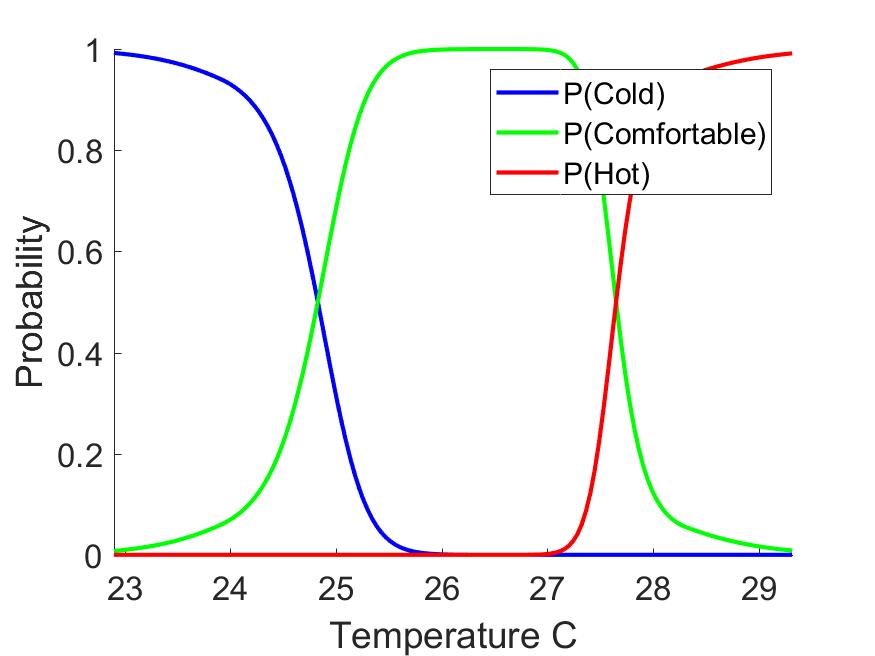 1
0.8
0.6
0.4
0.2
0
Probability
P(Cold)
P(Comfortable)
P(Hot)
23 24 25 26 27 28 29
Temperature C